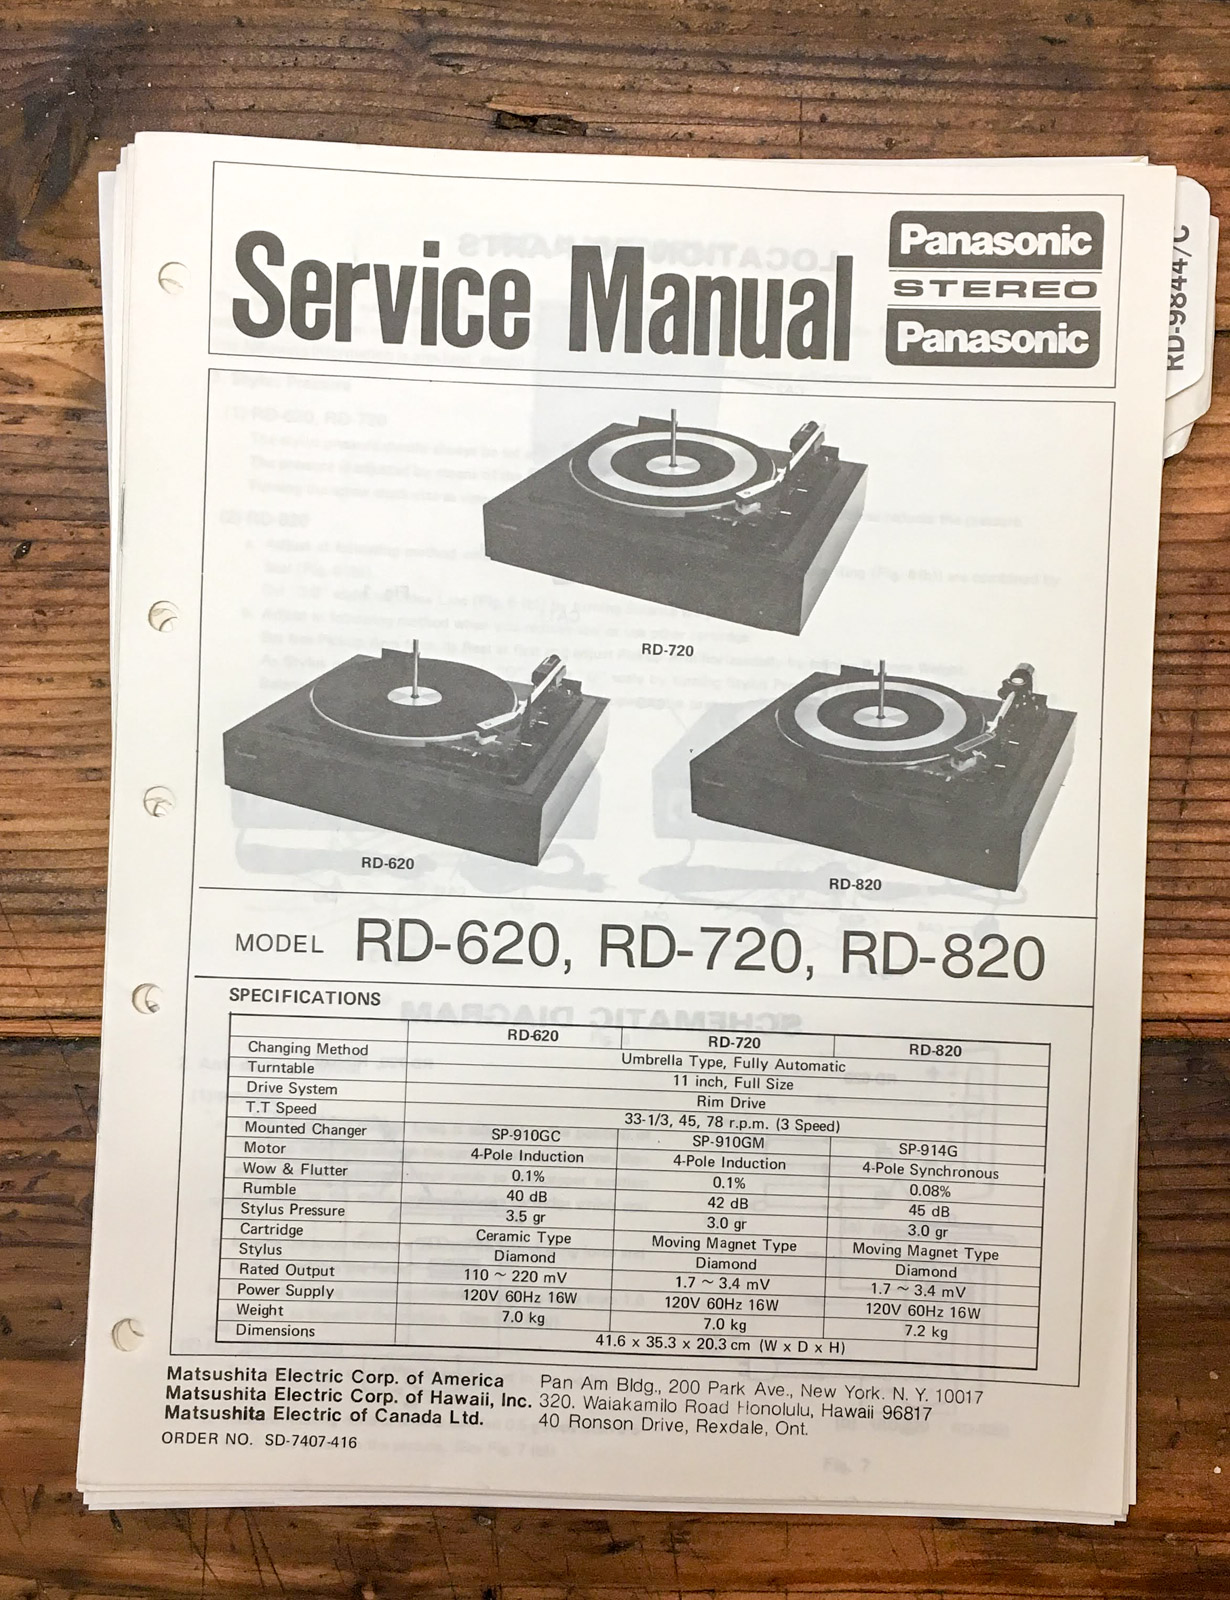 Service Manual
Panasonic
STEREO
Panasonic
RD-9844/C
RD-720
RD-620
RD-820
MODEL RD-620, RD-720, RD-820
SPECIFICATIONS
RD-620 RD-720 RD-820
Changing Method Umbrella Type, Fully Automatic
Turntable 11 inch, Full Size
Drive System Rim Drive
T.T Speed 33-1/3, 45, 78 r.p.m. (3 Speed)
Mounted Changer SP-910GC SP-910GM SP-914G
Motor 4-Pole Induction 4-Pole Induction 4-Pole Synchronous
Wow & Flutter 0.1% 0.1% 0.08%
Rumble 40 dB 42 dB 45 dB
Stylus Pressure 3.5 gr 3.0 gr 3.0 gr
Cartridge Ceramic Type Moving Magnet Type Moving Magnet Type
Stylus Diamond Diamond Diamond
Rated Output 110 ~ 220 mV 1.7 ~ 3.4 mV 1.7 ~ 3.4 mV
Power Supply 120V 60Hz 16W 120V 60Hz 16W 120V 60Hz 16W
Weight 7.0 kg 7.0 kg 7.2 kg
Dimensions 41.6 x 35.3 x 20.3 cm (W x D x H)
Matsushita Electric Corp. of America Pan Am Bldg., 200 Park Ave., New York. N. Y. 10017
Matsushita Electric Corp. of Hawaii, Inc. 320. Waiakamilo Road Honolulu, Hawaii 96817
Matsushita Electric of Canada Ltd. 40 Ronson Drive, Rexdale, Ont.
ORDER NO. SD-7407-416